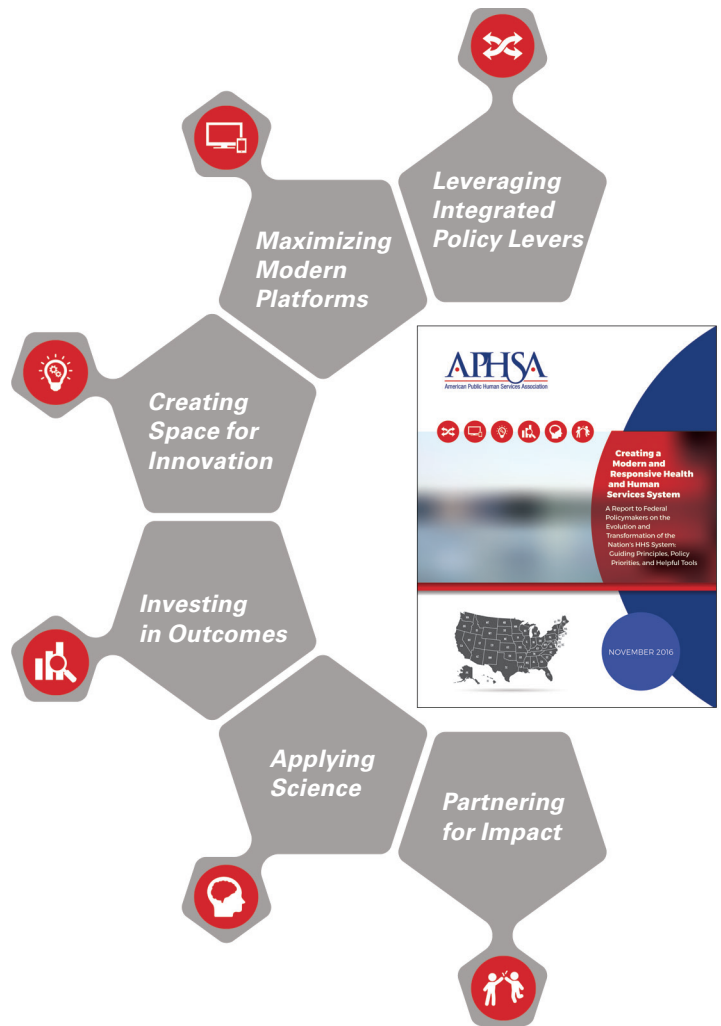 Leveraging
Integrated
Policy Levers
Maximizing
Modern
Platforms
Creating
Space for
Innovation
Investing
in Outcomes
Applying
Science
Partnering
for Impact
APHSA
American Public Human Services Association
Creating a
Modern and
Responsive Health
and Human
Services System
A Report to Federal
Policymakers on the
Evolution and
Transformation of the
Nation's HHS System:
Guiding Principles, Policy
Priorities, and Helpful Tools
NOVEMBER 2016